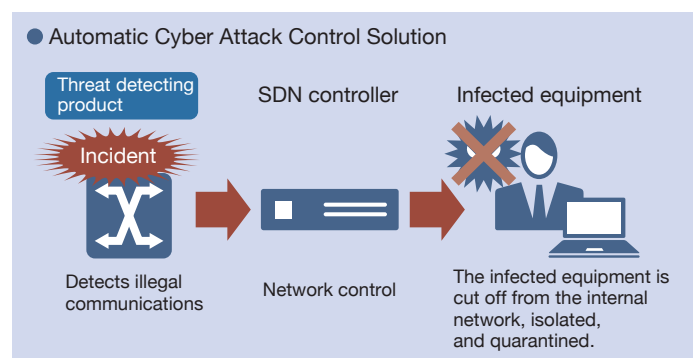 ● Automatic Cyber Attack Control Solution
Threat detecting
product
Incident
Detects illegal
communications
SDN controller
Network control
Infected equipment
The infected equipment is
cut off from the internal
network, isolated,
and quarantined.